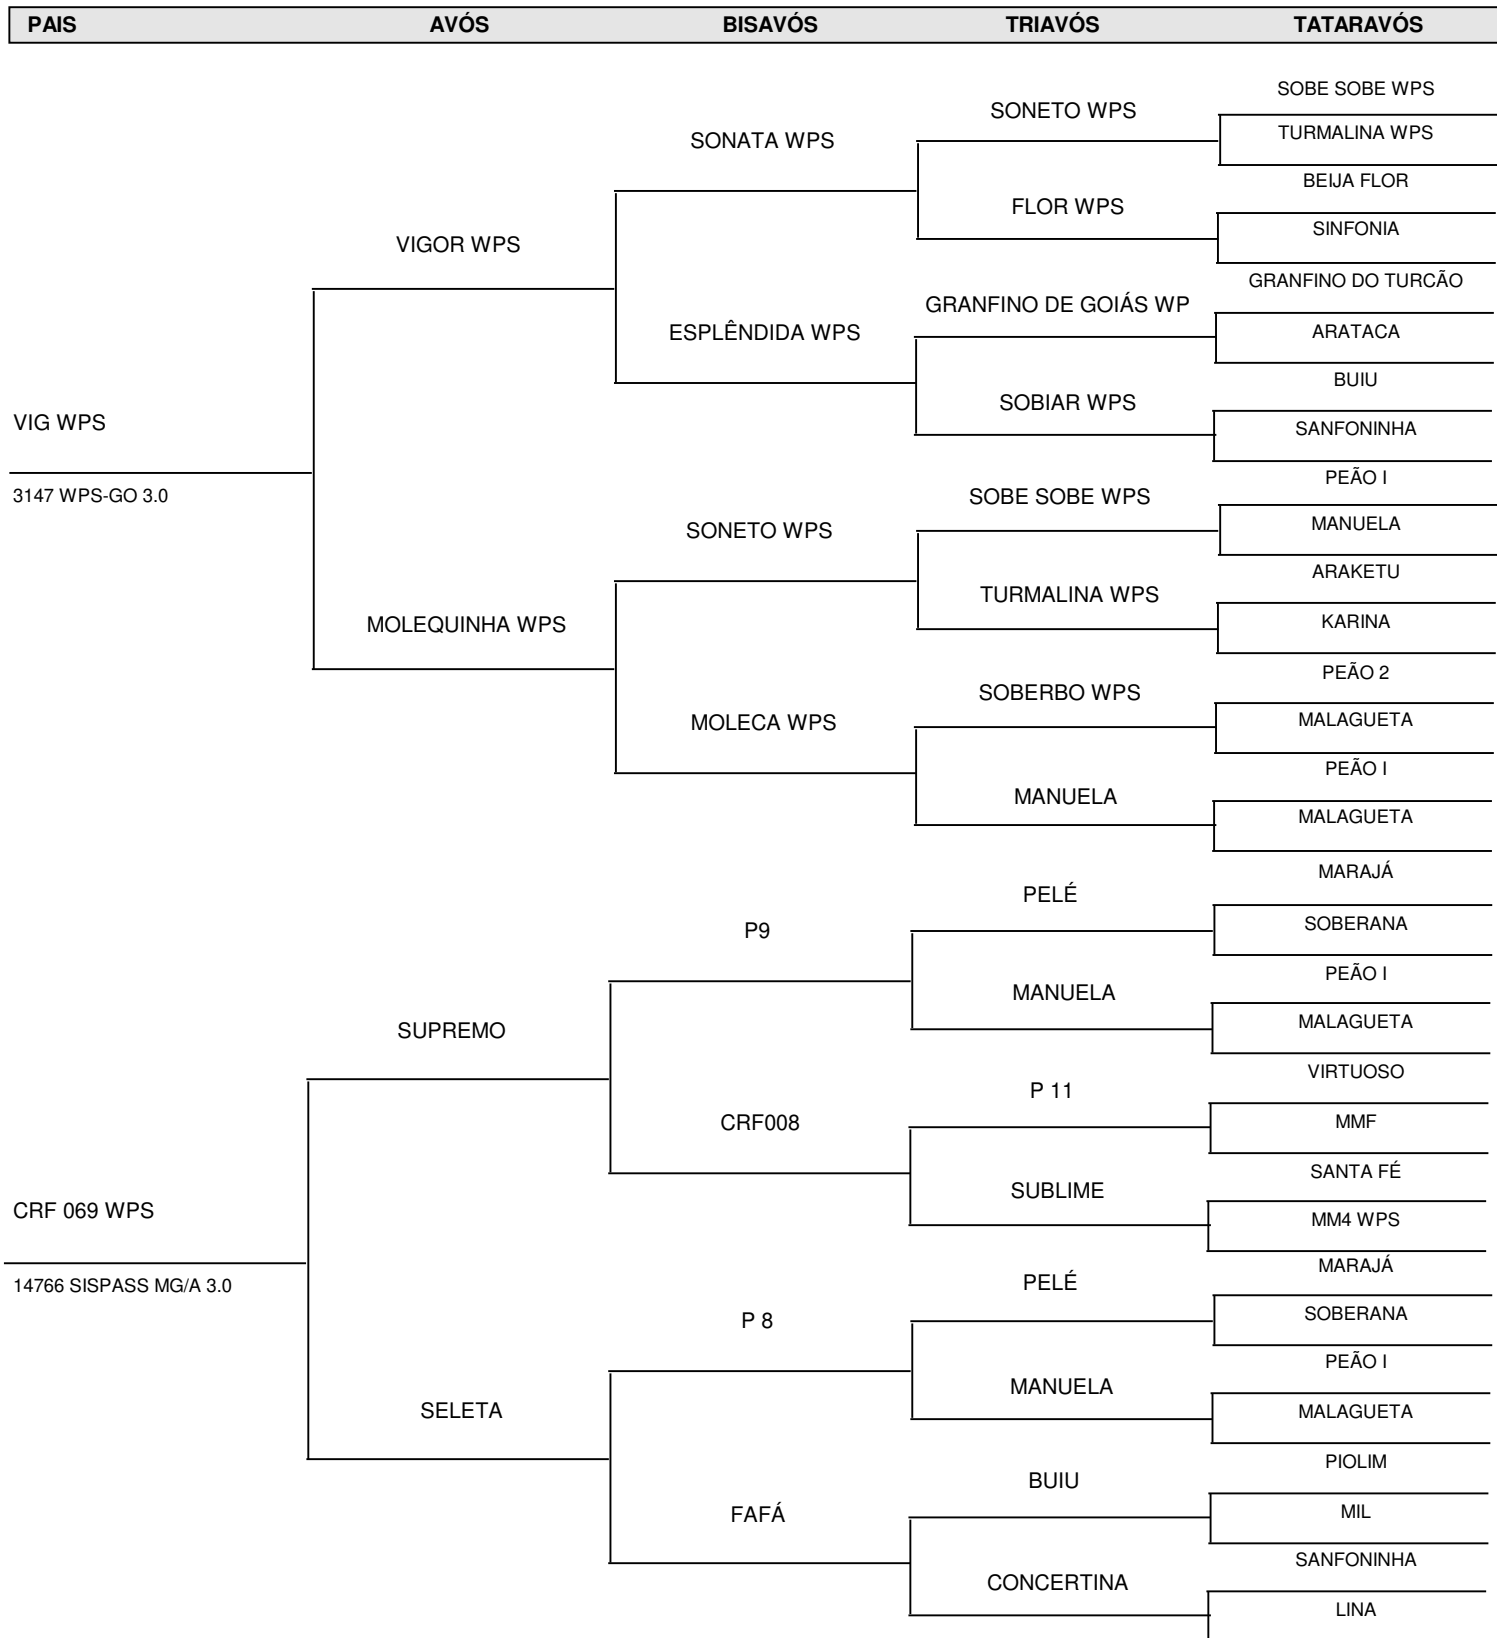 PAIS AVÓS BISAVÓS TRIAVÓS TATARAVÓS
SOBE SOBE WPS
SONETO WPS
TURMALINA WPS
SONATA WPS
BEIJA FLOR
FLOR WPS
SINFONIA
VIGOR WPS
GRANFINO DO TURCÃO
GRANFINO DE GOIÁS WP
ARATACA
ESPLÊNDIDA WPS
BUIU
SOBIAR WPS
VIG WPS
SANFONINHA
PEÃO I
3147 WPS-GO 3.0
SOBE SOBE WPS
MANUELA
SONETO WPS
ARAKETU
TURMALINA WPS
KARINA
MOLEQUINHA WPS
PEÃO 2
SOBERBO WPS
MALAGUETA
MOLECA WPS
PEÃO I
MANUELA
MALAGUETA
MARAJÁ
PELÉ
SOBERANA
P9
PEÃO I
MANUELA
MALAGUETA
SUPREMO
VIRTUOSO
P 11
MMF
CRF008
SANTA FÉ
SUBLIME
CRF 069 WPS
MM4 WPS
MARAJÁ
14766 SISPASS MG/A 3.0
PELÉ
SOBERANA
P 8
PEÃO I
MANUELA
SELETA
MALAGUETA
PIOLIM
BUIU
MIL
FAFÁ
SANFONINHA
CONCERTINA
LINA